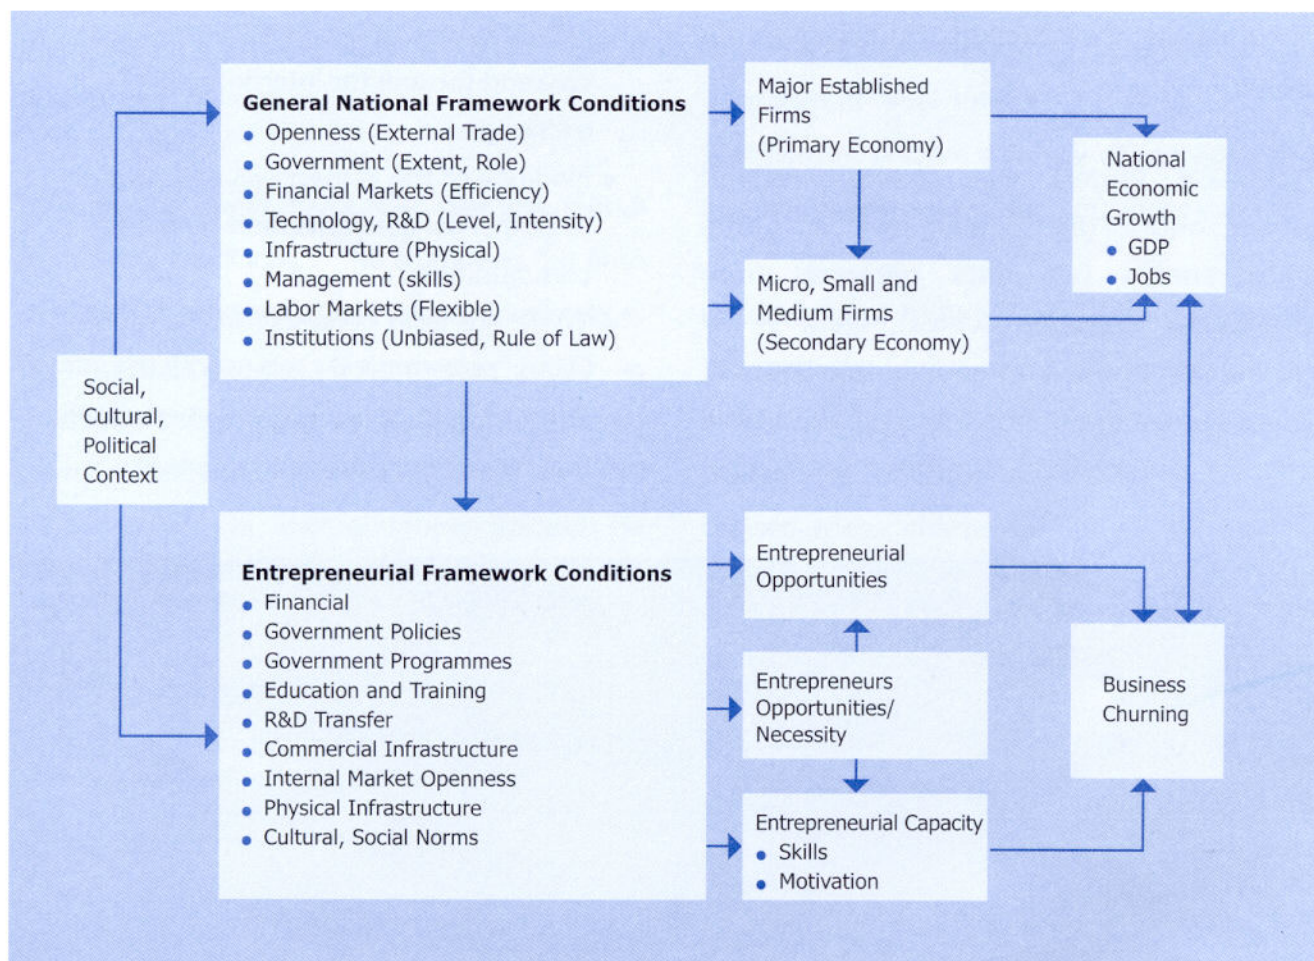 General National Framework Conditions
• Openness (External Trade)
• Government (Extent, Role)
• Financial Markets (Efficiency)
• Technology, R&D (Level, Intensity)
• Infrastructure (Physical)
• Management (skills)
• Labor Markets (Flexible)
• Institutions (Unbiased, Rule of Law)
Major Established
Firms
(Primary Economy)
Micro, Small and
Medium Firms
(Secondary Economy)
National
Economic
Growth
• GDP
• Jobs
Social,
Cultural,
Political
Context
Entrepreneurial Framework Conditions
• Financial
• Government Policies
• Government Programmes
• Education and Training
• R&D Transfer
• Commercial Infrastructure
• Internal Market Openness
• Physical Infrastructure
• Cultural, Social Norms
Entrepreneurial
Opportunities
Entrepreneurs
Opportunities/
Necessity
Entrepreneurial Capacity
• Skills
• Motivation
Business
Churning